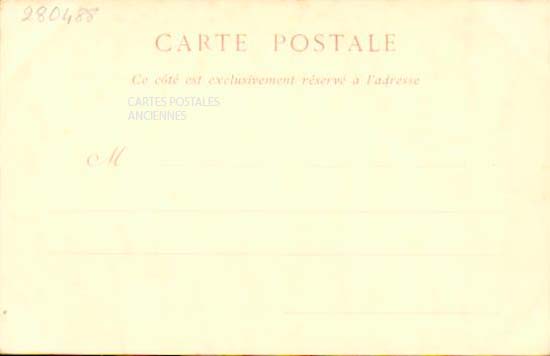 280488
CARTE POSTALE
Ce côté est exclusivement réservé à l'adresse
CARTES POSTALES
ANCIENNES
M